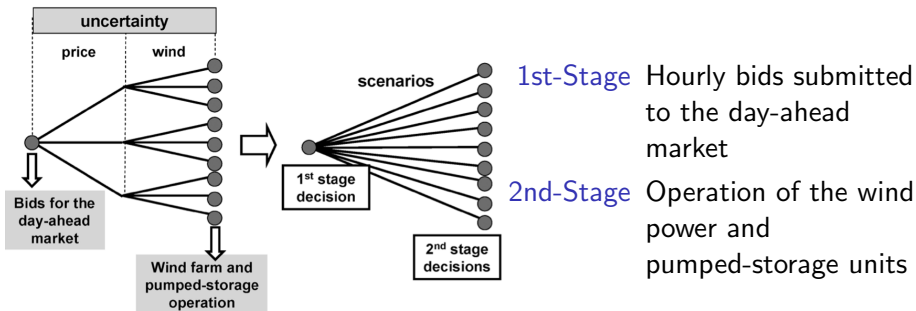 uncertainty
price wind
Bids for the
day-ahead
market
Wind farm and
pumped-storage
operation
scenarios
1st stage
decision
2nd stage
decisions
1st-Stage Hourly bids submitted
to the day-ahead
market
2nd-Stage Operation of the wind
power and
pumped-storage units